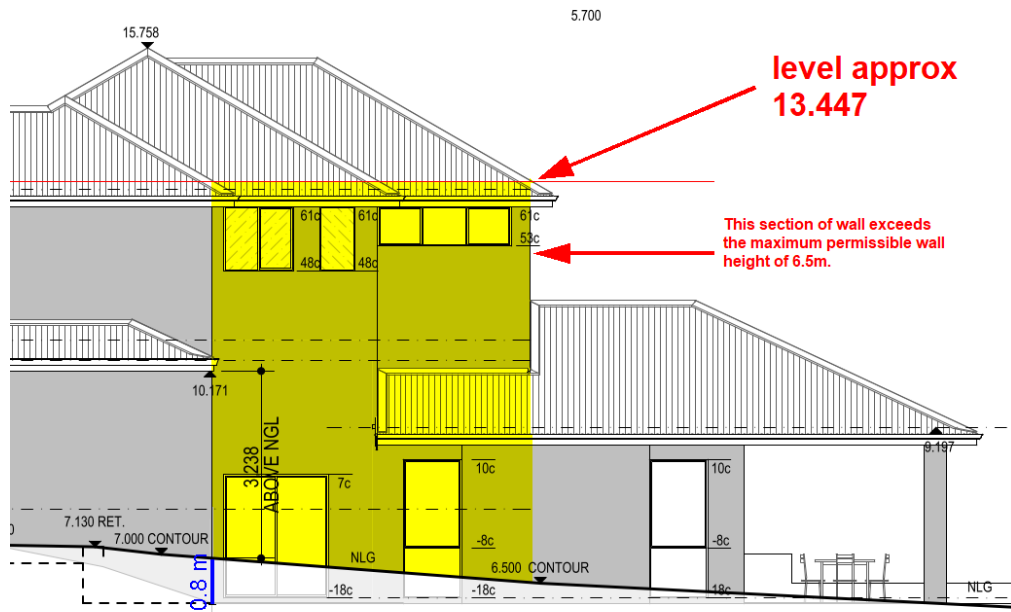 5.700
15.758
level approx
13.447
61c
61c
61c
This section of wall exceeds
the maximum permissible wall
height of 6.5m.
53c
48c
48c
10.171
3.238
ABOVE NGL
9.197
10c
10c
7c
7.130 RET.
7.000 CONTOUR
-8c
-8c
NLG
6.500 CONTOUR
0.8 m
-18c
-18c
18c
NLG